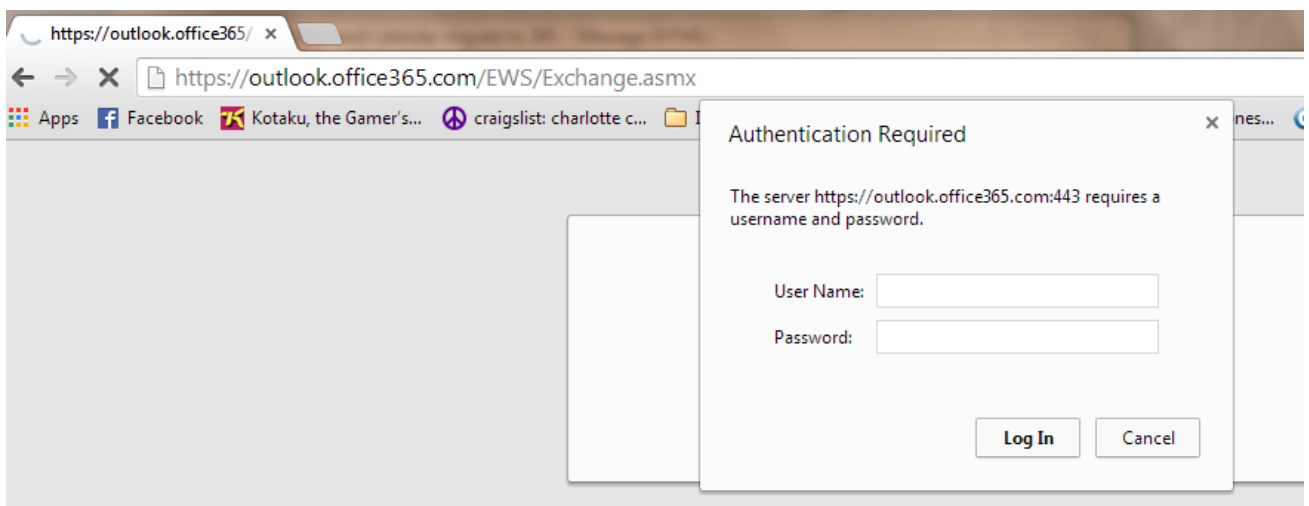 https://outlook.office365/ ×
https://outlook.office365.com/EWS/Exchange.asmx
Apps Facebook Kotaku, the Gamer's... craigslist: charlotte c... nes...
Authentication Required
The server https://outlook.office365.com:443 requires a
username and password.
User Name:
Password:
Log In Cancel